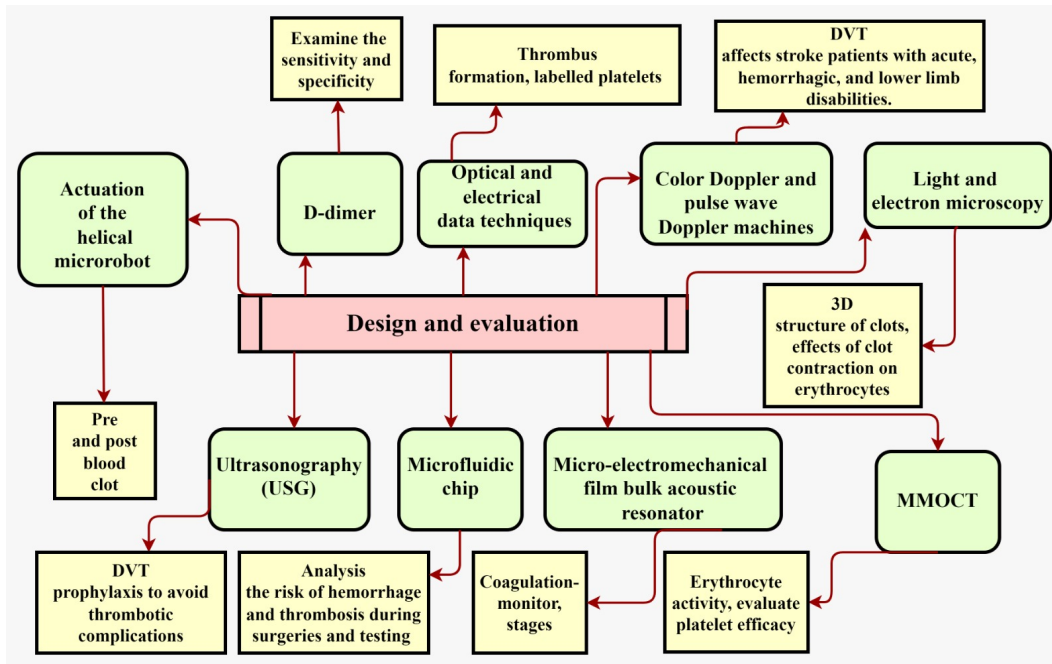 Examine the
sensitivity and
specificity
Thrombus
formation, labelled platelets
DVT
affects stroke patients with acute,
hemorrhagic, and lower limb
disabilities.
Actuation
of the
helical
microrobot
D-dimer
Optical and
electrical
data techniques
Color Doppler and
pulse wave
Doppler machines
Light and
electron microscopy
Design and evaluation
3D
structure of clots,
effects of clot
contraction on
erythrocytes
Pre
and post
blood
clot
Ultrasonography
(USG)
Microfluidic
chip
Micro-electromechanical
film bulk acoustic
resonator
MMOCT
DVT
prophylaxis to avoid
thrombotic
complications
Analysis
the risk of hemorrhage
and thrombosis during
surgeries and testing
Coagulation-
monitor,
stages
Erythrocyte
activity, evaluate
platelet efficacy